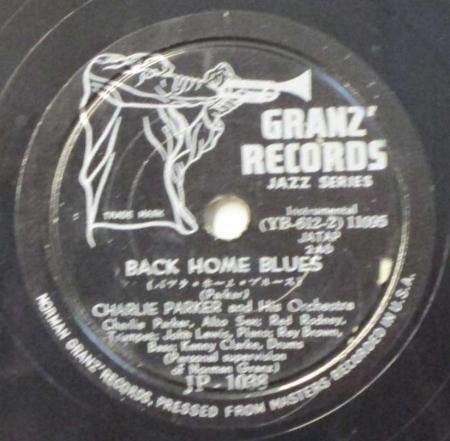 GRANZ'
RECORDS
JAZZ SERIES
TRADE MARK
Instrumental
(YB-612-2) 11095
JATAP
BACK HOME BLUES
(バック・ホーム・ブルース)
(Parker)
CHARLIE PARKER and His Orchestra
Charlie Parker, Alto Sax; Red Rodney,
Trumpet; John Lewis, Piano; Ray Brown,
Bass; Kenny Clarke, Drums
(Personal supervision
of Norman Granz)
JP-1038
NORMAN GRANZ' RECORDS, PRESSED FROM MASTERS RECORDED IN U.S.A.